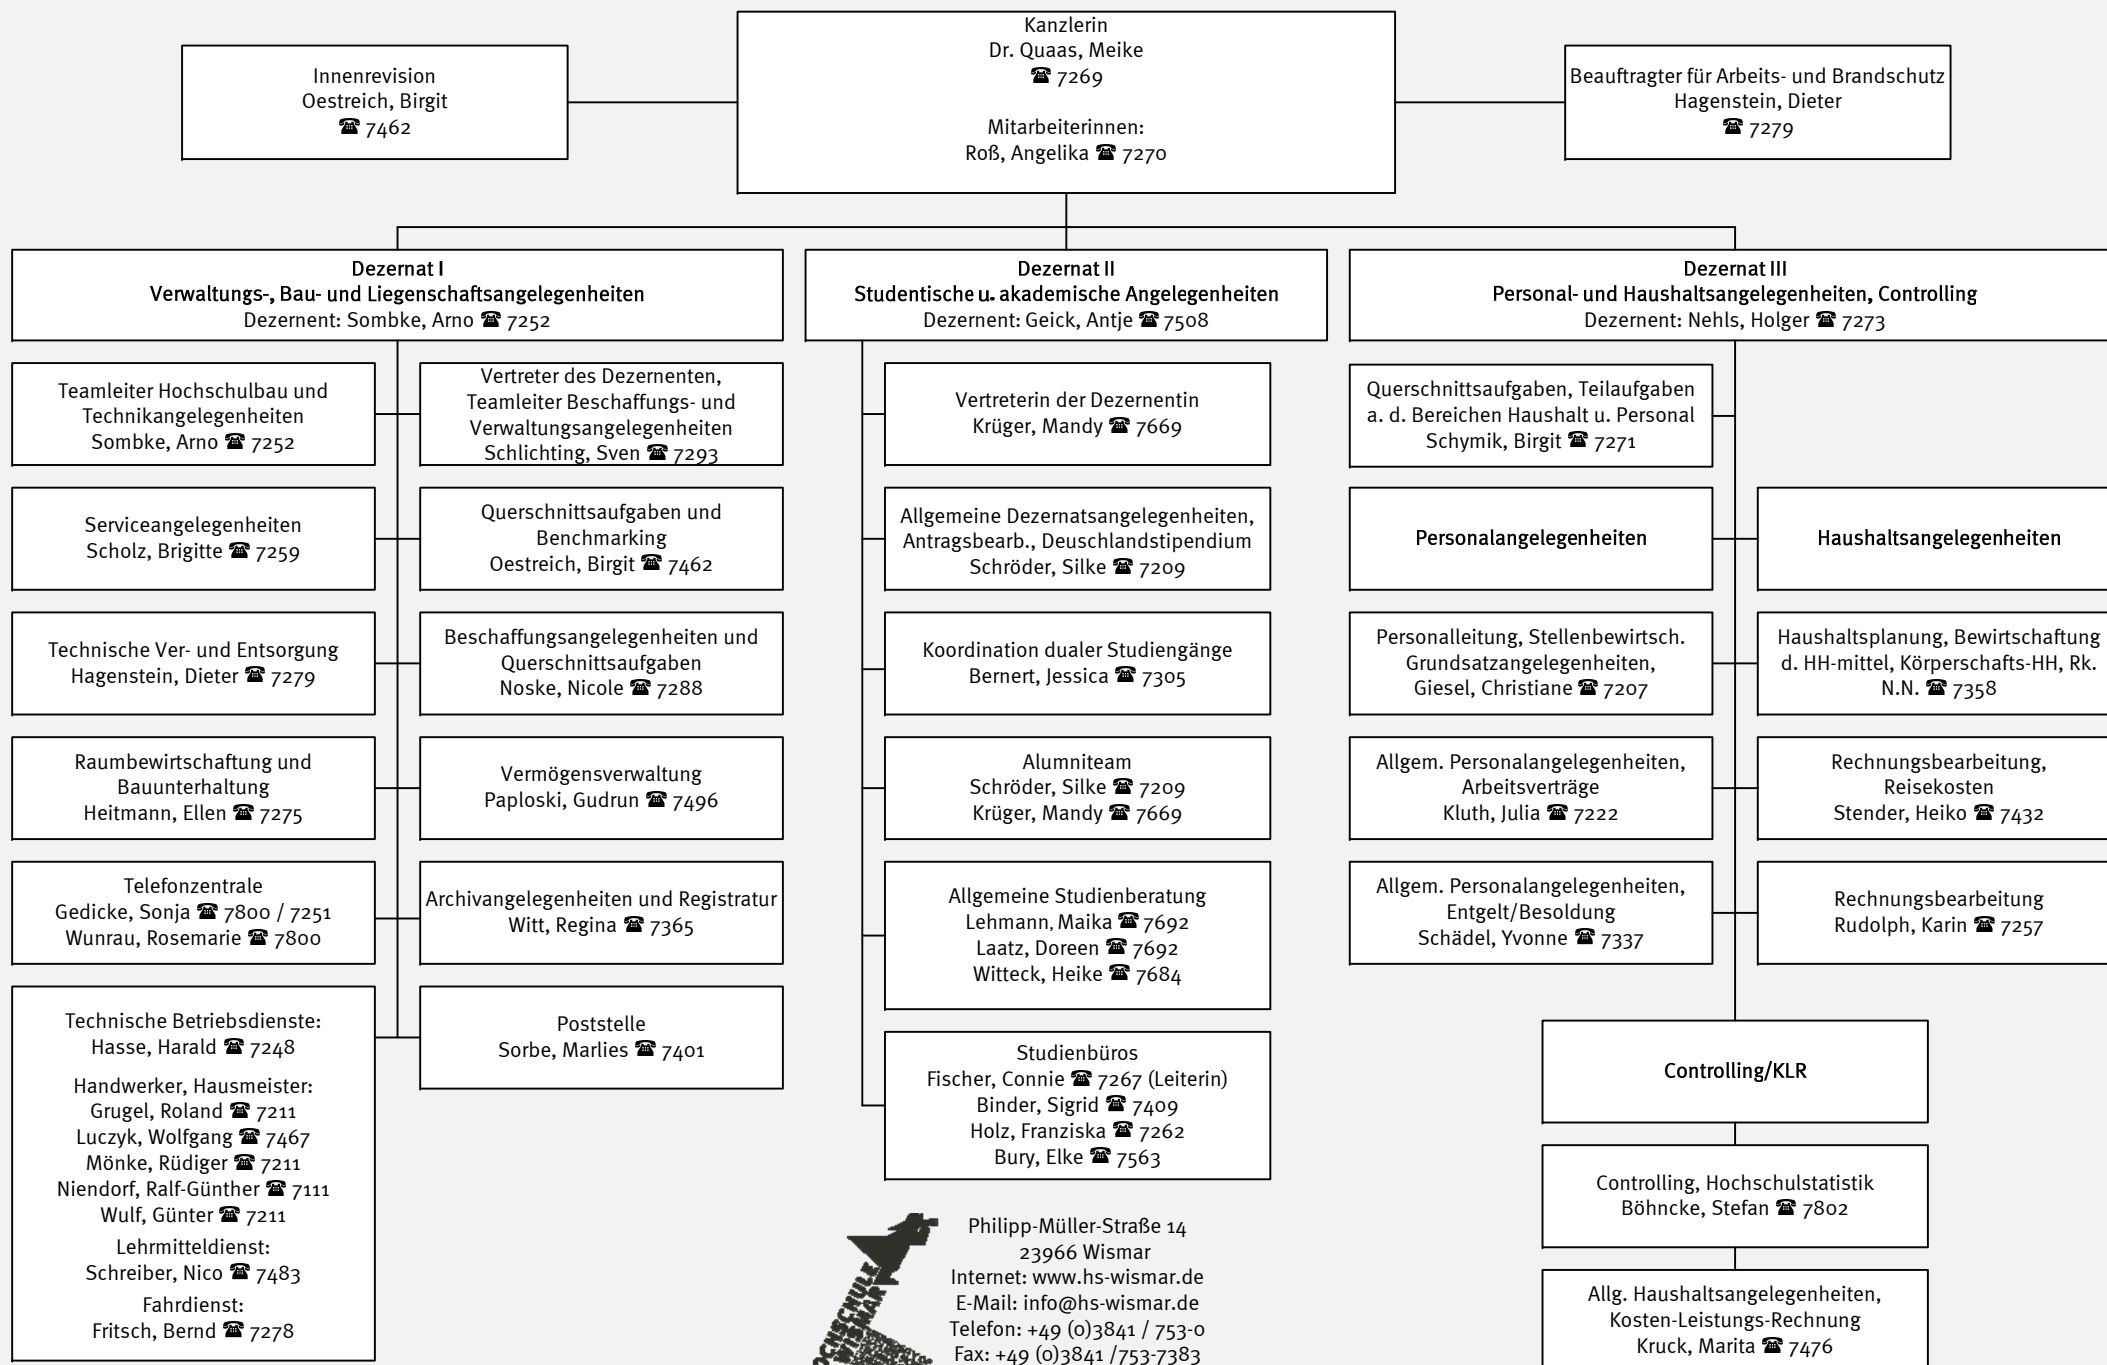 Kanzlerin
Dr. Quaas, Meike
☎ 7269
Mitarbeiterinnen:
Roß, Angelika ☎ 7270
Innenrevision
Oestreich, Birgit
☎ 7462
Beauftragter für Arbeits- und Brandschutz
Hagenstein, Dieter
☎ 7279
Dezernat I
Verwaltungs-, Bau- und Liegenschaftsangelegenheiten
Dezernent: Sombke, Arno ☎ 7252
Teamleiter Hochschulbau und
Technikangelegenheiten
Sombke, Arno ☎ 7252
Vertreter des Dezernenten,
Teamleiter Beschaffungs- und
Verwaltungsangelegenheiten
Schlichting, Sven ☎ 7293
Serviceangelegenheiten
Scholz, Brigitte ☎ 7259
Querschnittsaufgaben und
Benchmarking
Oestreich, Birgit ☎ 7462
Technische Ver- und Entsorgung
Hagenstein, Dieter ☎ 7279
Beschaffungsangelegenheiten und
Querschnittsaufgaben
Noske, Nicole ☎ 7288
Raumbewirtschaftung und
Bauunterhaltung
Heitmann, Ellen ☎ 7275
Vermögensverwaltung
Paploski, Gudrun ☎ 7496
Telefonzentrale
Gedicke, Sonja ☎ 7800 / 7251
Wunrau, Rosemarie ☎ 7800
Archivangelegenheiten und Registratur
Witt, Regina ☎ 7365
Technische Betriebsdienste:
Hasse, Harald ☎ 7248
Handwerker, Hausmeister:
Grugel, Roland ☎ 7211
Luczyk, Wolfgang ☎ 7467
Mönke, Rüdiger ☎ 7211
Niendorf, Ralf-Günther ☎ 7111
Wulf, Günter ☎ 7211
Lehrmitteldienst:
Schreiber, Nico ☎ 7483
Fahrdienst:
Fritsch, Bernd ☎ 7278
Poststelle
Sorbe, Marlies ☎ 7401
Dezernat II
Studentische u. akademische Angelegenheiten
Dezernent: Geick, Antje ☎ 7508
Vertreterin der Dezernentin
Krüger, Mandy ☎ 7669
Allgemeine Dezernatsangelegenheiten,
Antragsbearb., Deuschlandstipendium
Schröder, Silke ☎ 7209
Koordination dualer Studiengänge
Bernert, Jessica ☎ 7305
Alumniteam
Schröder, Silke ☎ 7209
Krüger, Mandy ☎ 7669
Allgemeine Studienberatung
Lehmann, Maika ☎ 7692
Laatz, Doreen ☎ 7692
Witteck, Heike ☎ 7684
Studienbüros
Fischer, Connie ☎ 7267 (Leiterin)
Binder, Sigrid ☎ 7409
Holz, Franziska ☎ 7262
Bury, Elke ☎ 7563
Dezernat III
Personal- und Haushaltsangelegenheiten, Controlling
Dezernent: Nehls, Holger ☎ 7273
Querschnittsaufgaben, Teilaufgaben
a. d. Bereichen Haushalt u. Personal
Schymik, Birgit ☎ 7271
Personalangelegenheiten
Haushaltsangelegenheiten
Personalleitung, Stellenbewirtsch.
Grundsatzangelegenheiten,
Giesel, Christiane ☎ 7207
Haushaltsplanung, Bewirtschaftung
d. HH-mittel, Körperschafts-HH, Rk.
N.N. ☎ 7358
Allgem. Personalangelegenheiten,
Arbeitsverträge
Kluth, Julia ☎ 7222
Rechnungsbearbeitung,
Reisekosten
Stender, Heiko ☎ 7432
Allgem. Personalangelegenheiten,
Entgelt/Besoldung
Schädel, Yvonne ☎ 7337
Rechnungsbearbeitung
Rudolph, Karin ☎ 7257
Controlling/KLR
Controlling, Hochschulstatistik
Böhncke, Stefan ☎ 7802
Allg. Haushaltsangelegenheiten,
Kosten-Leistungs-Rechnung
Kruck, Marita ☎ 7476
WISMAR
Philipp-Müller-Straße 14
23966 Wismar
Internet: www.hs-wismar.de
E-Mail: info@hs-wismar.de
Telefon: +49 (0)3841 / 753-0
Fax: +49 (0)3841 /753-7383